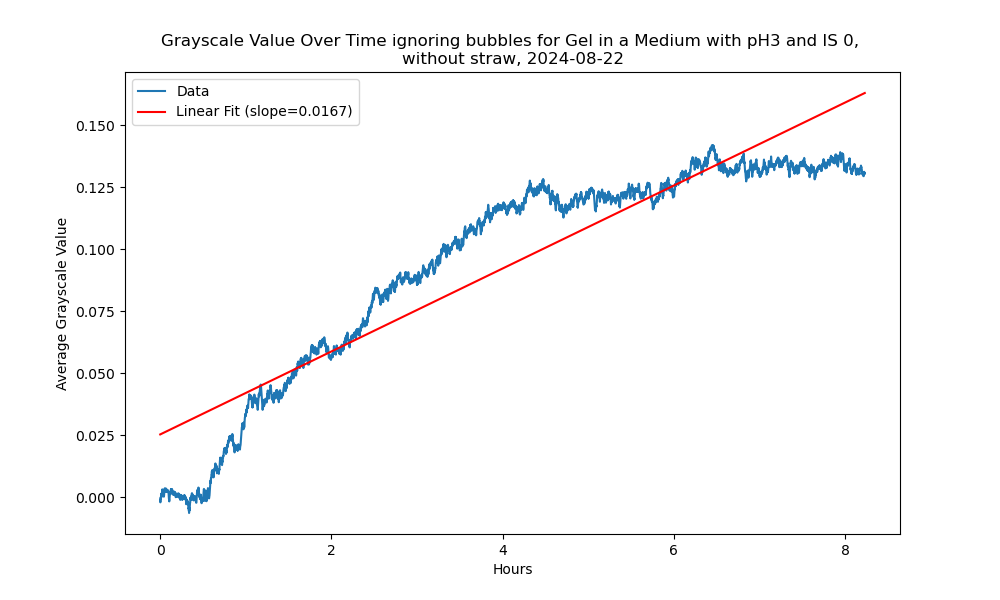 Grayscale Value Over Time ignoring bubbles for Gel in a Medium with pH3 and IS 0,
without straw, 2024-08-22
Data
Linear Fit (slope=0.0167)
0.150
0.125
0.100
0.075
0.050
0.025
0.000
Average Grayscale Value
0 2 4 6 8
Hours